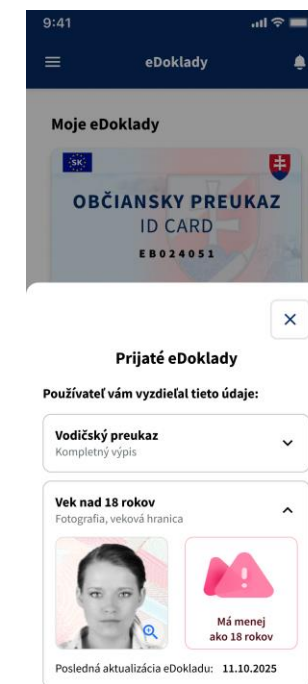 9:41
eDoklady
Moje eDoklady
SK
OBČIANSKY PREUKAZ
ID CARD
EB024051
Prijaté eDoklady
Používateľ vám vyzdieľal tieto údaje:
Vodičský preukaz
Kompletný výpis
Vek nad 18 rokov
Fotografia, veková hranica
Má menej
ako 18 rokov
Posledná aktualizácia eDokladu: 11.10.2025